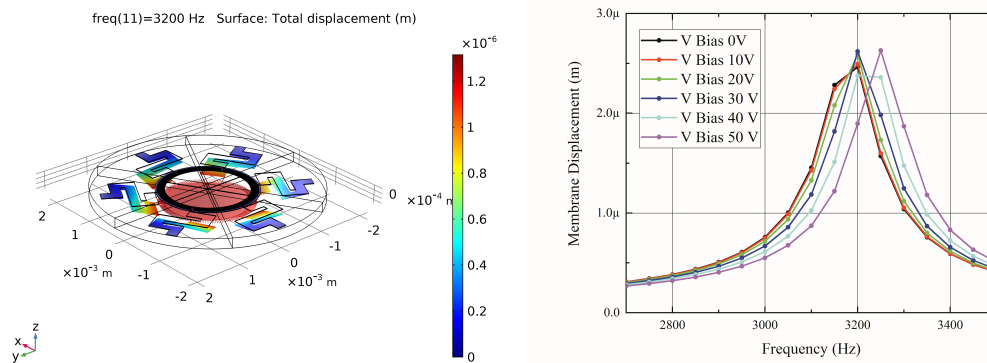 freq(11)=3200 Hz Surface: Total displacement (m)
×10⁻⁶
1.2
1
0.8
0.6
0.4
0.2
0
0
×10⁻⁴ m
-2
-1
0
1
2
×10⁻³ m
2
1
0
-1
-2
×10⁻³ m
z
x
y
3.0µ
2.0µ
1.0µ
0.0
Membrane Displacement (m)
V Bias 0V
V Bias 10V
V Bias 20V
V Bias 30 V
V Bias 40 V
V Bias 50 V
2800 3000 3200 3400
Frequency (Hz)